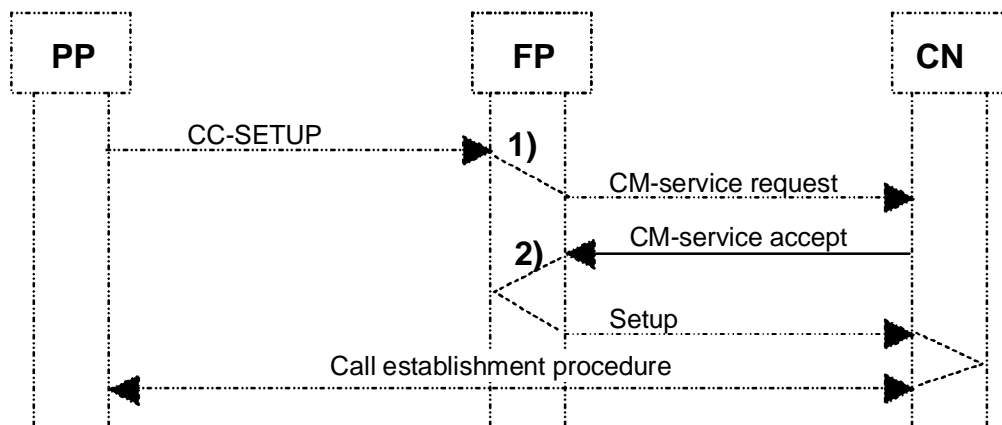 PP FP CN
CC-SETUP 1)
CM-service request
2) CM-service accept
Setup
Call establishment procedure